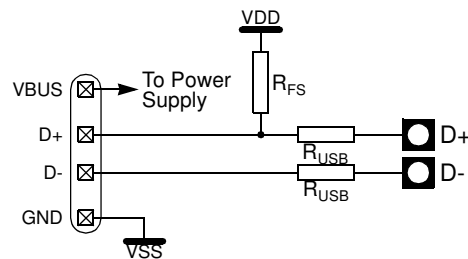 VDD
VBUS
To Power
Supply
RFS
D+
D+
RUSB
D-
D-
RUSB
GND
VSS